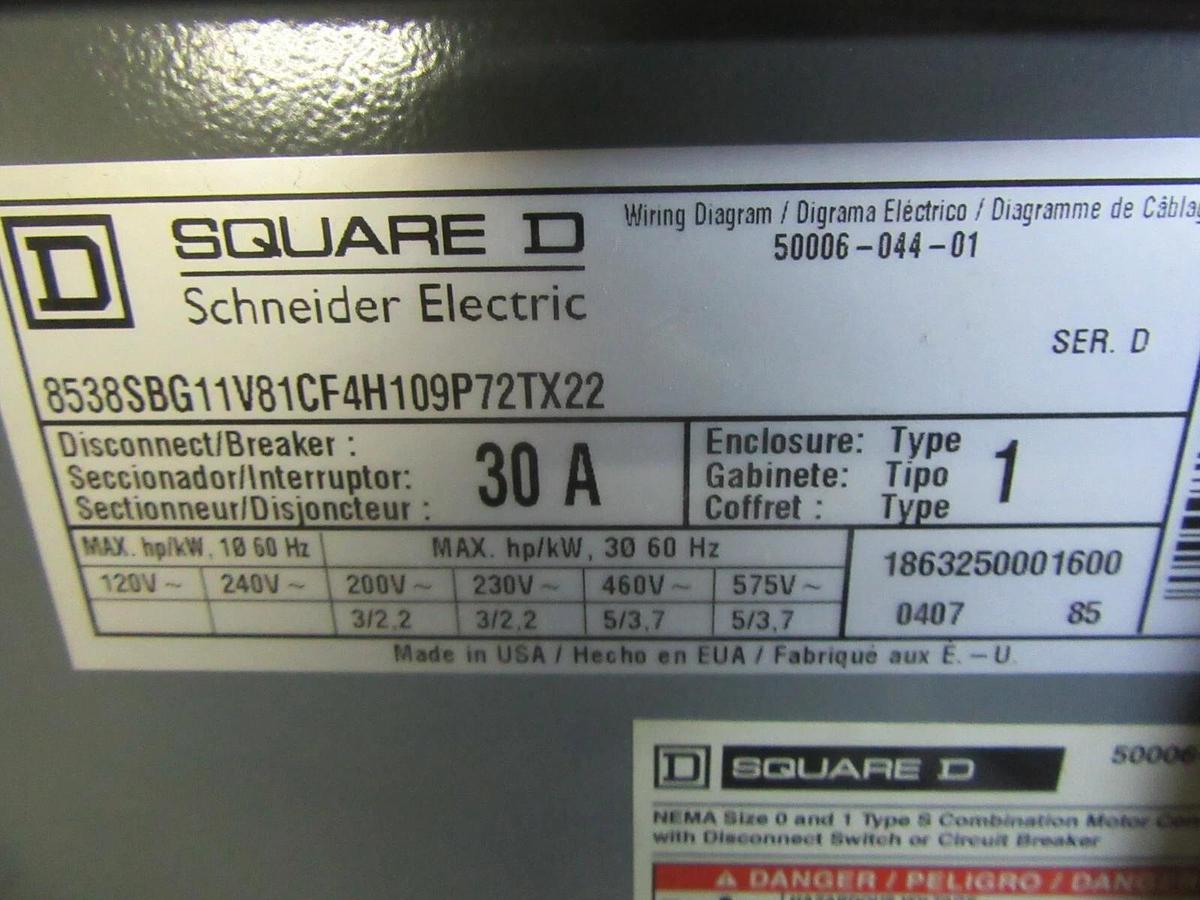 D
SQUARE D
Schneider Electric
Wiring Diagram / Digrama Eléctrico / Diagramme de
50006-044-01
SER. D
8538SBG11V81CF4H109P72TX22
Disconnect/Breaker :
Seccionador/Interruptor:
Sectionneur/Disjoncteur :
30 A
Enclosure: Type
Gabinete: Tipo
Coffret : Type
1
MAX. hp/kW, 1Ø 60 Hz
MAX. hp/kW, 3Ø 60 Hz
120V~ 240V~ 200V~ 230V~ 460V~ 575V~
3/2,2 3/2,2 5/3,7 5/3,7
1863250001600
0407 85
Made in USA / Hecho en EUA / Fabriqué aux É.-U.
D SQUARE D
50006
NEMA Size 0 and 1 Type S Combination Motor
with Disconnect Switch or Circuit Breaker
⚠ DANGER / PELIGRO /